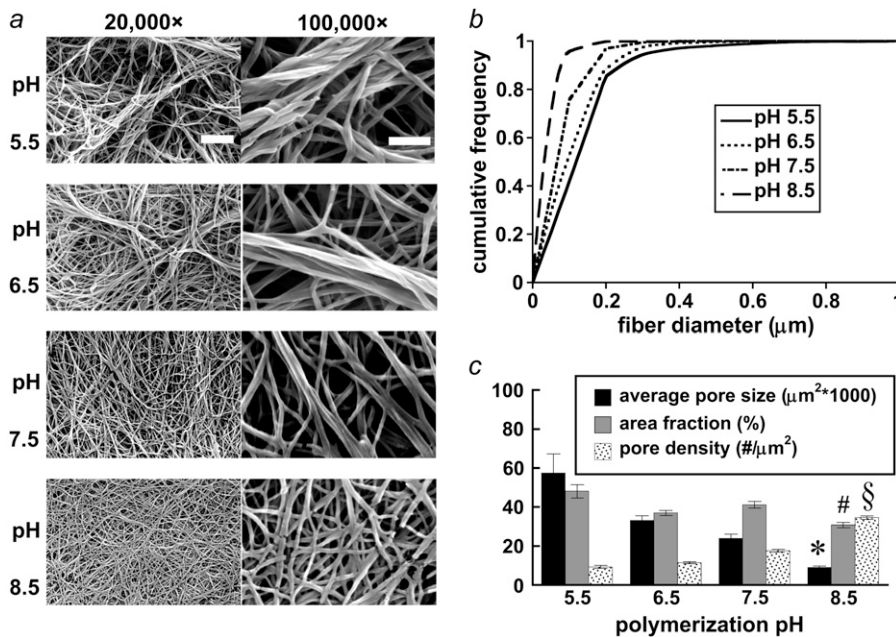 a
20,000× 100,000×
pH
5.5
pH
6.5
pH
7.5
pH
8.5
b
cumulative frequency
1
0.8
0.6
0.4
0.2
0
pH 5.5
pH 6.5
pH 7.5
pH 8.5
0 0.2 0.4 0.6 0.8 1
fiber diameter (μm)
c
100
80
60
40
20
0
average pore size (μm²*1000)
area fraction (%)
pore density (#/μm²)
* # §
5.5 6.5 7.5 8.5
polymerization pH